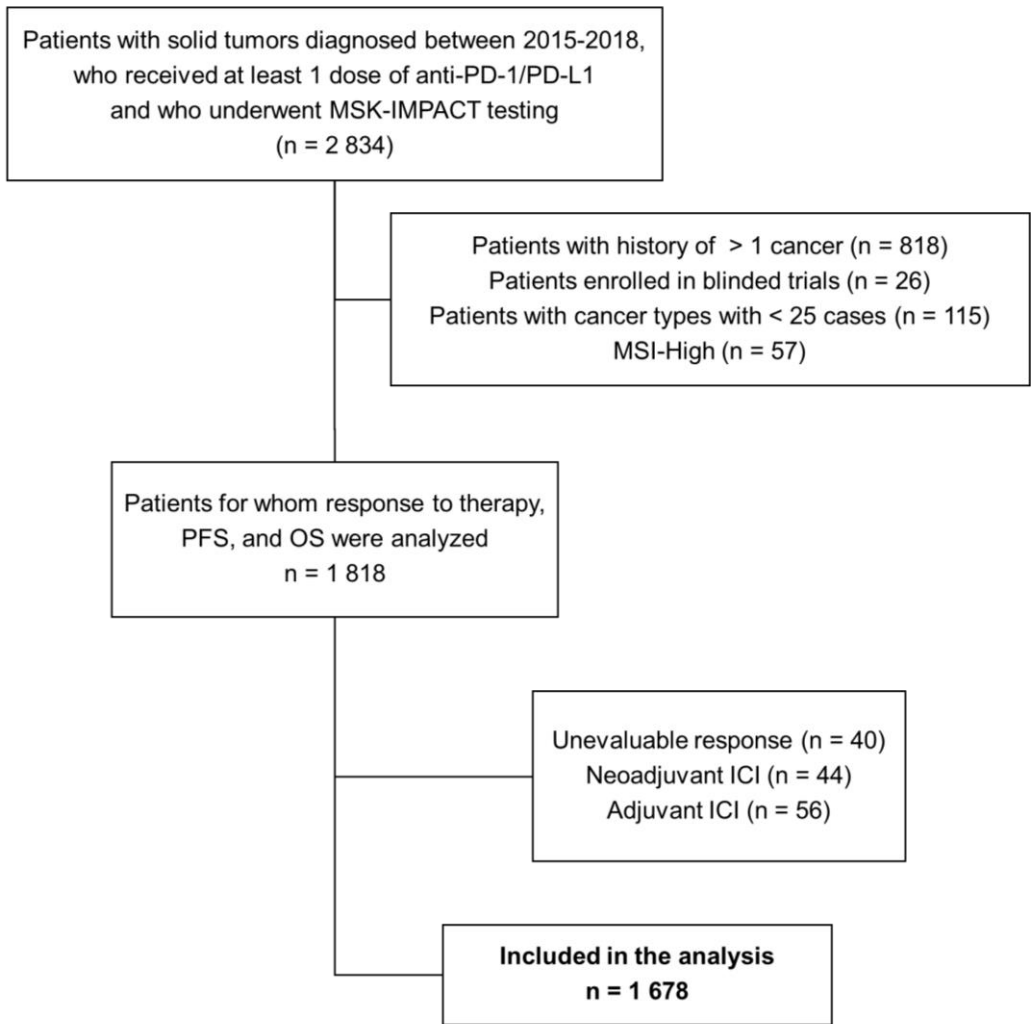 Patients with solid tumors diagnosed between 2015-2018,
who received at least 1 dose of anti-PD-1/PD-L1
and who underwent MSK-IMPACT testing
(n = 2 834)
Patients with history of > 1 cancer (n = 818)
Patients enrolled in blinded trials (n = 26)
Patients with cancer types with < 25 cases (n = 115)
MSI-High (n = 57)
Patients for whom response to therapy,
PFS, and OS were analyzed
n = 1 818
Unevaluable response (n = 40)
Neoadjuvant ICI (n = 44)
Adjuvant ICI (n = 56)
Included in the analysis
n = 1 678